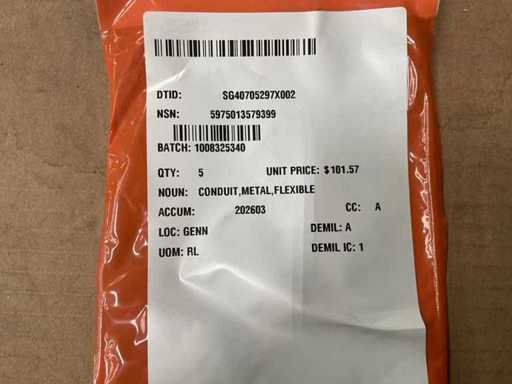 DTID: SG40705297X002
NSN: 5975013579399
BATCH: 1008325340
QTY: 5 UNIT PRICE: $101.57
NOUN: CONDUIT,METAL,FLEXIBLE
ACCUM: 202603 CC: A
LOC: GENN DEMIL: A
UOM: RL DEMIL IC: 1